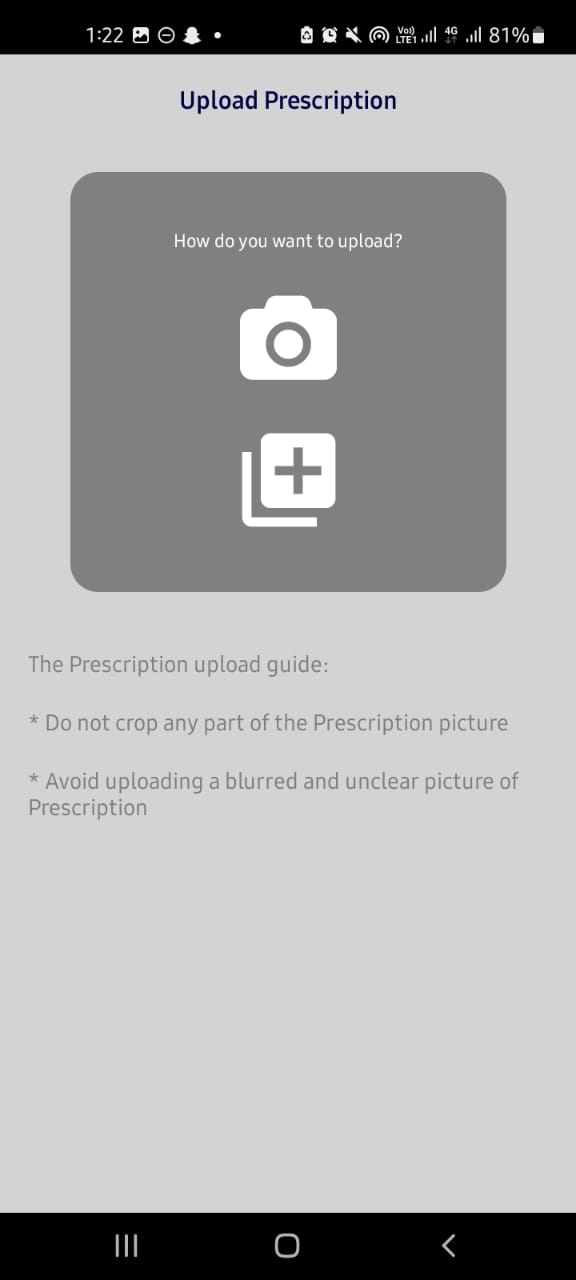 1:22
Vo)) LTE1 4G 81%
Upload Prescription
How do you want to upload?
The Prescription upload guide:
* Do not crop any part of the Prescription picture
* Avoid uploading a blurred and unclear picture of
Prescription